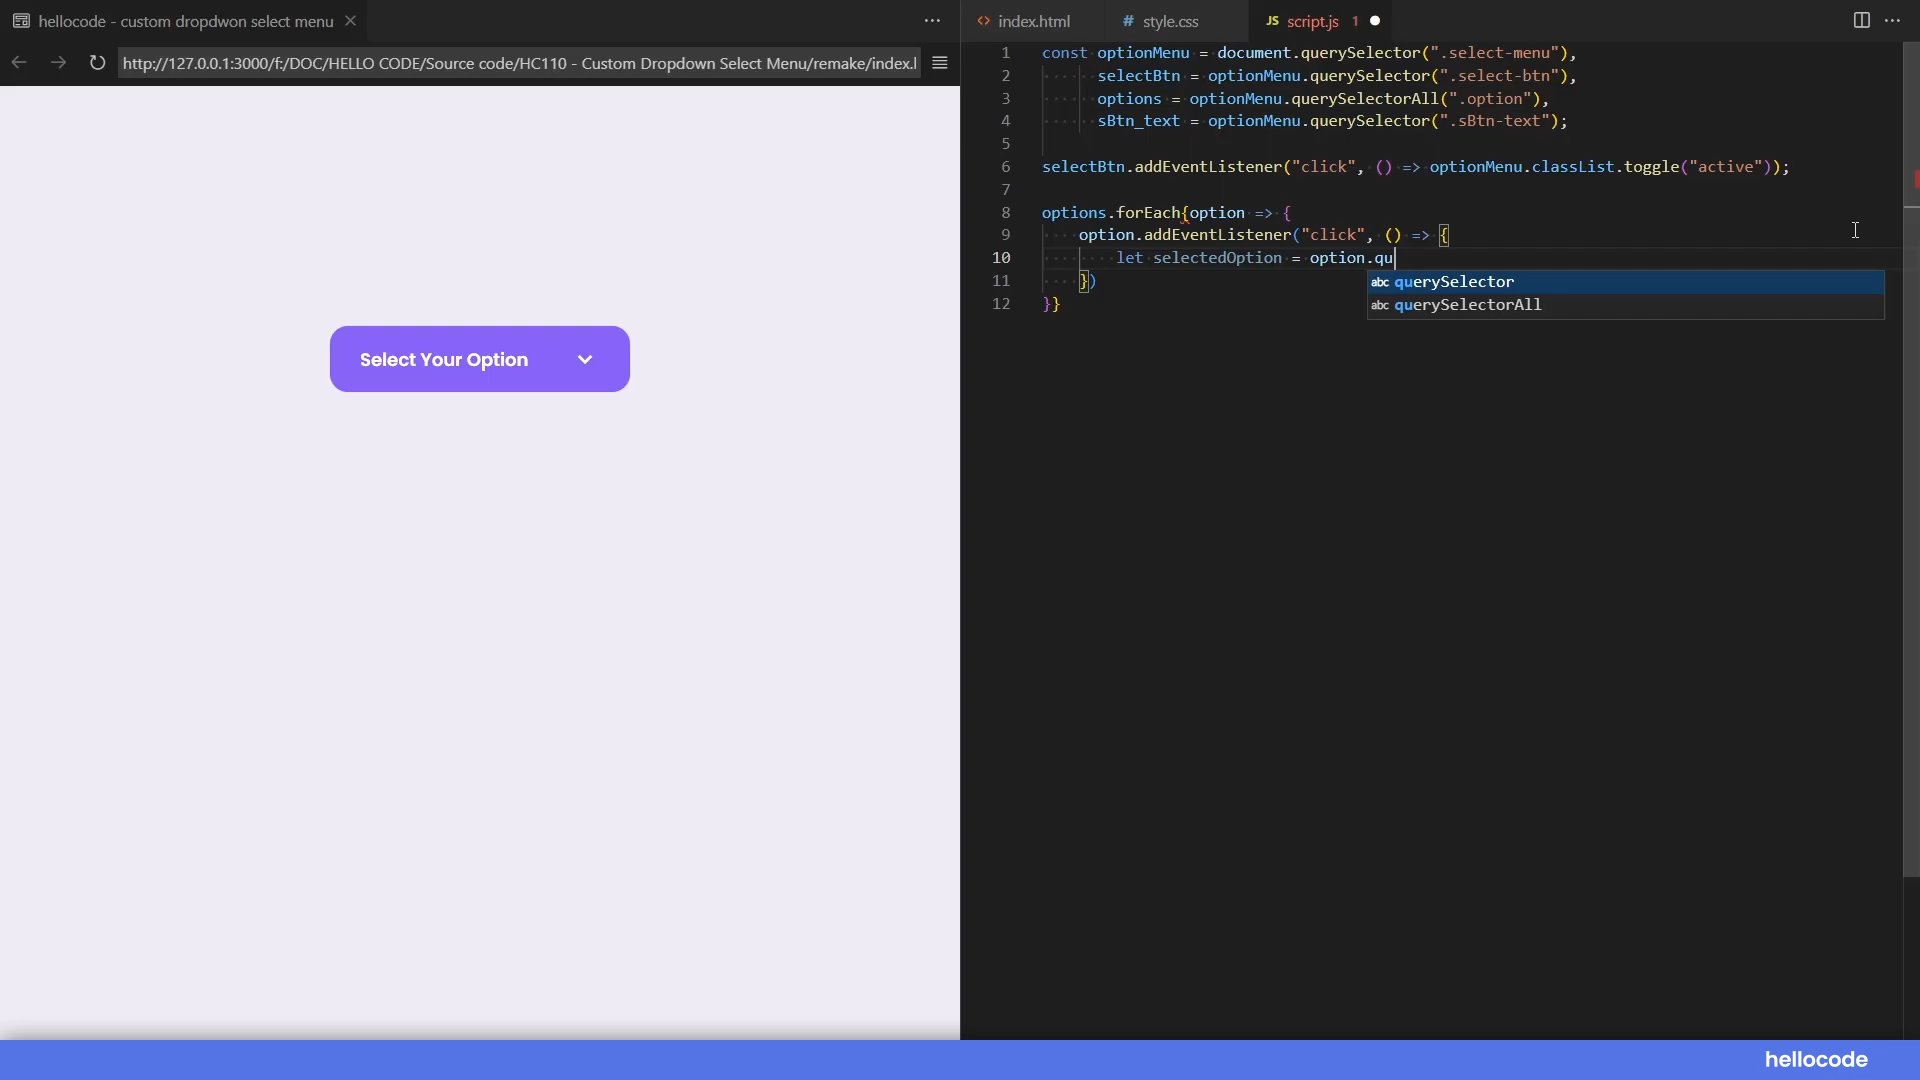 hellocode - custom dropdwon select menu
http://127.0.0.1:3000/f:/DOC/HELLO CODE/Source code/HC110 - Custom Dropdown Select Menu/remake/index.l
Select Your Option
index.html
style.css
JS script.js 1
1 const optionMenu = document.querySelector(".select-menu"),
2 selectBtn = optionMenu.querySelector(".select-btn"),
3 options = optionMenu.querySelectorAll(".option"),
4 sBtn_text = optionMenu.querySelector(".sBtn-text");
5
6 selectBtn.addEventListener("click", () => optionMenu.classList.toggle("active"));
7
8 options.forEach{option => {
9 option.addEventListener("click", () => {
10 let selectedOption = option.qu
11 })
12 }}
abc querySelector
abc querySelectorAll
hellocode